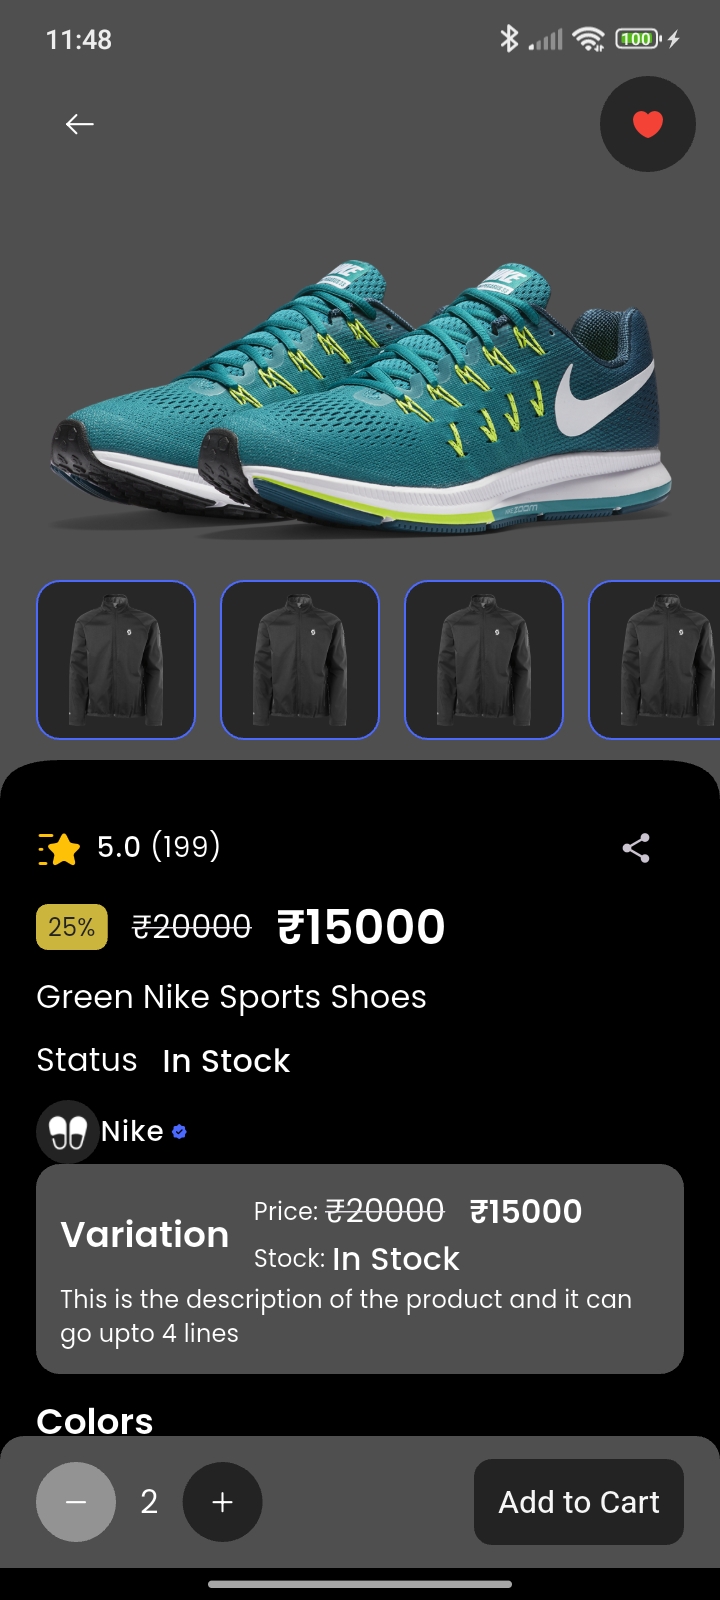 11:48
100
NIKE
ZOOM
5.0 (199)
25% ₹20000 ₹15000
Green Nike Sports Shoes
Status In Stock
Nike
Variation
Price: ₹20000 ₹15000
Stock: In Stock
This is the description of the product and it can
go upto 4 lines
Colors
2
Add to Cart